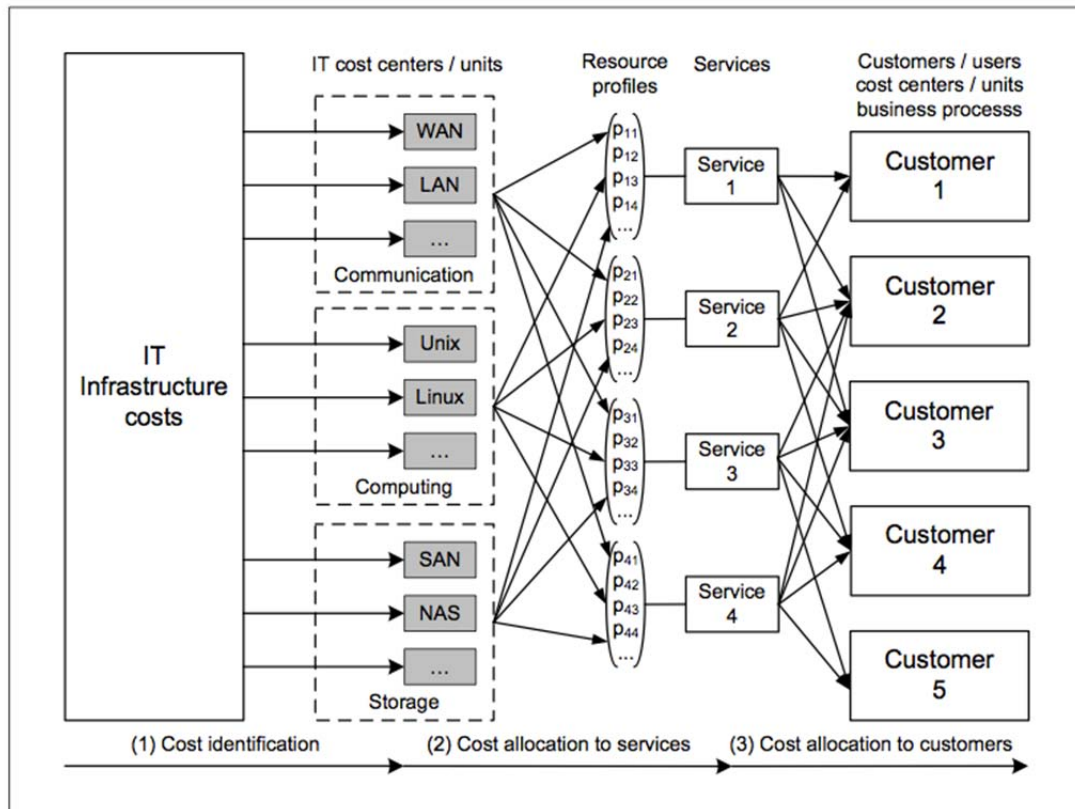 IT cost centers / units
Resource
profiles
Services
Customers / users
cost centers / units
business processs
IT
Infrastructure
costs
WAN
LAN
...
Communication
Unix
Linux
...
Computing
SAN
NAS
...
Storage
p11
p12
p13
p14
...
p21
p22
p23
p24
...
p31
p32
p33
p34
...
p41
p42
p43
p44
...
Service
1
Service
2
Service
3
Service
4
Customer
1
Customer
2
Customer
3
Customer
4
Customer
5
(1) Cost identification
(2) Cost allocation to services
(3) Cost allocation to customers